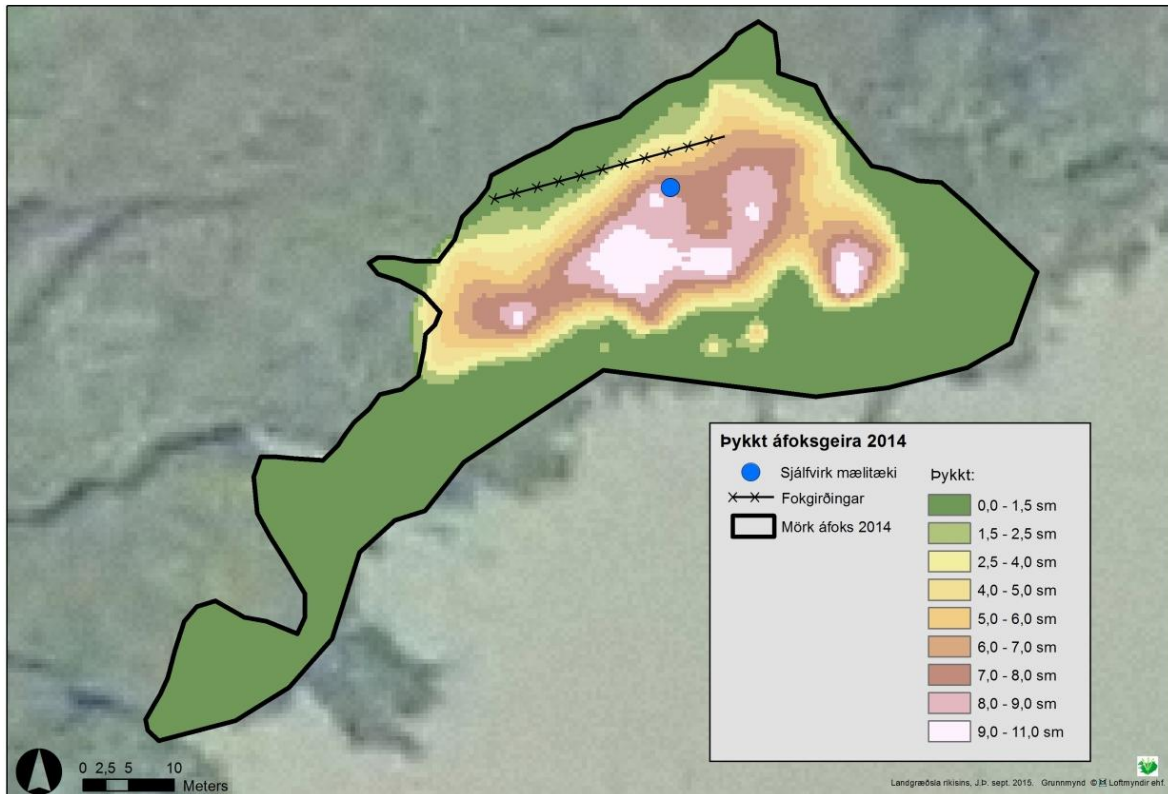 Þykkt áfoksgeira 2014
Sjálfvirk mælitæki
Fokgirðingar
Mörk áfoks 2014
Þykkt:
0,0 - 1,5 sm
1,5 - 2,5 sm
2,5 - 4,0 sm
4,0 - 5,0 sm
5,0 - 6,0 sm
6,0 - 7,0 sm
7,0 - 8,0 sm
8,0 - 9,0 sm
9,0 - 11,0 sm
0 2,5 5 10
Meters
Landgræðsla ríkisins, J.Þ. sept. 2015. Grunnmynd © Loftmyndir ehf.